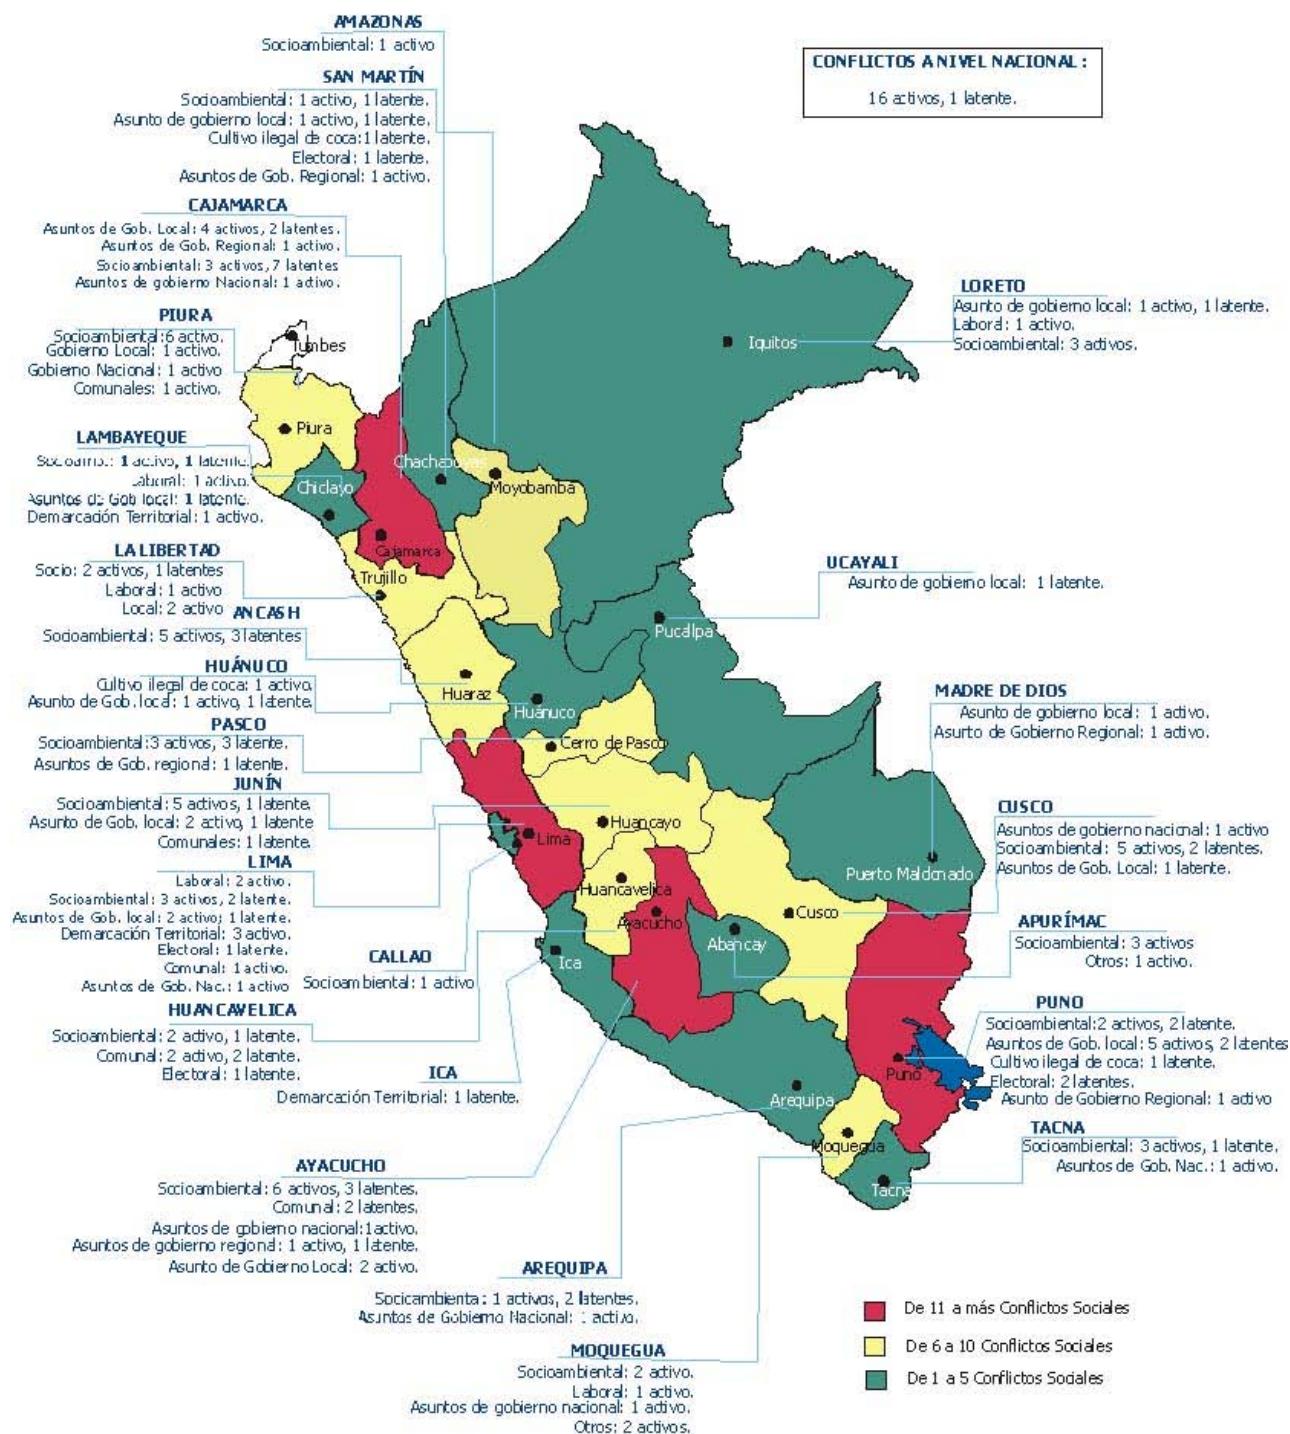 AMAZONAS
Socioambiental: 1 activo
CONFLICTOS A NIVEL NACIONAL :
16 activos, 1 latente.
SAN MARTÍN
Socioambiental: 1 activo, 1 latente.
Asunto de gobierno local: 1 activo, 1 latente.
Cultivo ilegal de coca:1 latente.
Electoral: 1 latente.
Asuntos de Gob. Regional: 1 activo.
CAJAMARCA
Asuntos de Gob. Local: 4 activos, 2 latentes.
Asuntos de Gob. Regional: 1 activo.
Socioambiental: 3 activos, 7 latentes
Asuntos de gobierno Nacional: 1 activo.
PIURA
Socioambiental:6 activo.
Gobierno Local: 1 activo.
Gobierno Nacional: 1 activo
Comunales: 1 activo.
LAMBAYEQUE
Socioambt.: 1 activo, 1 latente.
Laboral: 1 activo.
Asuntos de Gob local: 1 latente.
Demarcación Territorial: 1 activo.
LA LIBERTAD
Socio: 2 activos, 1 latentes
Laboral: 1 activo
Local: 2 activo
ANCASH
Socioambiental: 5 activos, 3 latentes
HUÁNUCO
Cultivo ilegal de coca: 1 activo.
Asunto de Gob. local: 1 activo, 1 latente.
PASCO
Socioambiental:3 activos, 3 latente.
Asuntos de Gob. regional: 1 latente.
JUNÍN
Socioambiental: 5 activos, 1 latente.
Asunto de Gob. local: 2 activo, 1 latente
Comunales: 1 latente.
LIMA
Laboral: 2 activo.
Socioambiental: 3 activos, 2 latente.
Asuntos de Gob. local: 2 activo; 1 latente.
Demarcación Territorial: 3 activo.
Electoral: 1 latente.
Comunal: 1 activo.
Asuntos de Gob. Nac.: 1 activo
CALLAO
Socioambiental: 1 activo
HUANCAVELICA
Socioambiental: 2 activo, 1 latente.
Comunal: 2 activo, 2 latente.
Electoral: 1 latente.
ICA
Demarcación Territorial: 1 latente.
AYACUCHO
Socioambiental: 6 activos, 3 latentes.
Comunal: 2 latentes.
Asuntos de gobierno nacional:1activo.
Asuntos de gobierno regional: 1 activo, 1 latente.
Asunto de Gobierno Local: 2 activo.
AREQUIPA
Socioambiental: 1 activos, 2 latentes.
Asuntos de Gobierno Nacional: 1 activo.
MOQUEGUA
Socioambiental: 2 activo.
Laboral: 1 activo.
Asuntos de gobierno nacional: 1 activo.
Otros: 2 activos.
LORETO
Asunto de gobierno local: 1 activo, 1 latente.
Laboral: 1 activo.
Socioambiental: 3 activos.
UCAYALI
Asunto de gobierno local: 1 latente.
MADRE DE DIOS
Asunto de gobierno local: 1 activo.
Asunto de Gobierno Regional: 1 activo.
CUSCO
Asuntos de gobierno nacional: 1 activo
Socioambiental: 5 activos, 2 latentes.
Asuntos de Gob. Local: 1 latente.
APURÍMAC
Socioambiental: 3 activos
Otros: 1 activo.
PUNO
Socioambiental:2 activos, 2 latente.
Asuntos de Gob. local: 5 activos, 2 latentes
Cultivo ilegal de coca: 1 latente.
Electoral: 2 latentes.
Asunto de Gobierno Regional: 1 activo
TACNA
Socioambiental: 3 activos, 1 latente.
Asuntos de Gob. Nac.: 1 activo.
Tumbes
Iquitos
Piura
Chachapoyas
Moyobamba
Chiclayo
Cajamarca
Trujillo
Pucallpa
Huaraz
Huánuco
Cerro de Pasco
Huancayo
Lima
Puerto Maldonado
Huancavelica
Ayacucho
Cusco
Abancay
Ica
Puno
Arequipa
Moquegua
Tacna
De 11 a más Conflictos Sociales
De 6 a 10 Conflictos Sociales
De 1 a 5 Conflictos Sociales